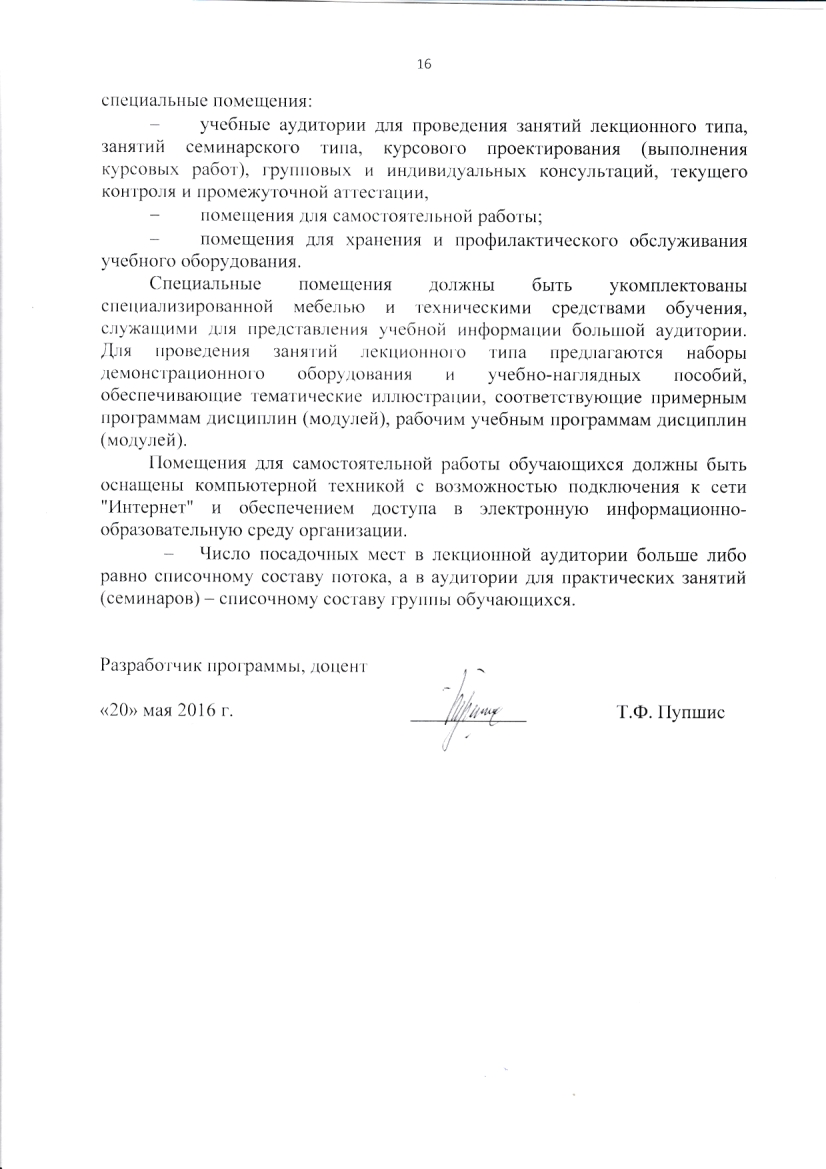 16
специальные помещения:
– учебные аудитории для проведения занятий лекционного типа,
занятий семинарского типа, курсового проектирования (выполнения
курсовых работ), групповых и индивидуальных консультаций, текущего
контроля и промежуточной аттестации,
– помещения для самостоятельной работы;
– помещения для хранения и профилактического обслуживания
учебного оборудования.
Специальные помещения должны быть укомплектованы
специализированной мебелью и техническими средствами обучения,
служащими для представления учебной информации большой аудитории.
Для проведения занятий лекционного типа предлагаются наборы
демонстрационного оборудования и учебно-наглядных пособий,
обеспечивающие тематические иллюстрации, соответствующие примерным
программам дисциплин (модулей), рабочим учебным программам дисциплин
(модулей).
Помещения для самостоятельной работы обучающихся должны быть
оснащены компьютерной техникой с возможностью подключения к сети
"Интернет" и обеспечением доступа в электронную информационно-
образовательную среду организации.
– Число посадочных мест в лекционной аудитории больше либо
равно списочному составу потока, а в аудитории для практических занятий
(семинаров) – списочному составу группы обучающихся.
Разработчик программы, доцент
«20» мая 2016 г. Т.Ф. Пупшис